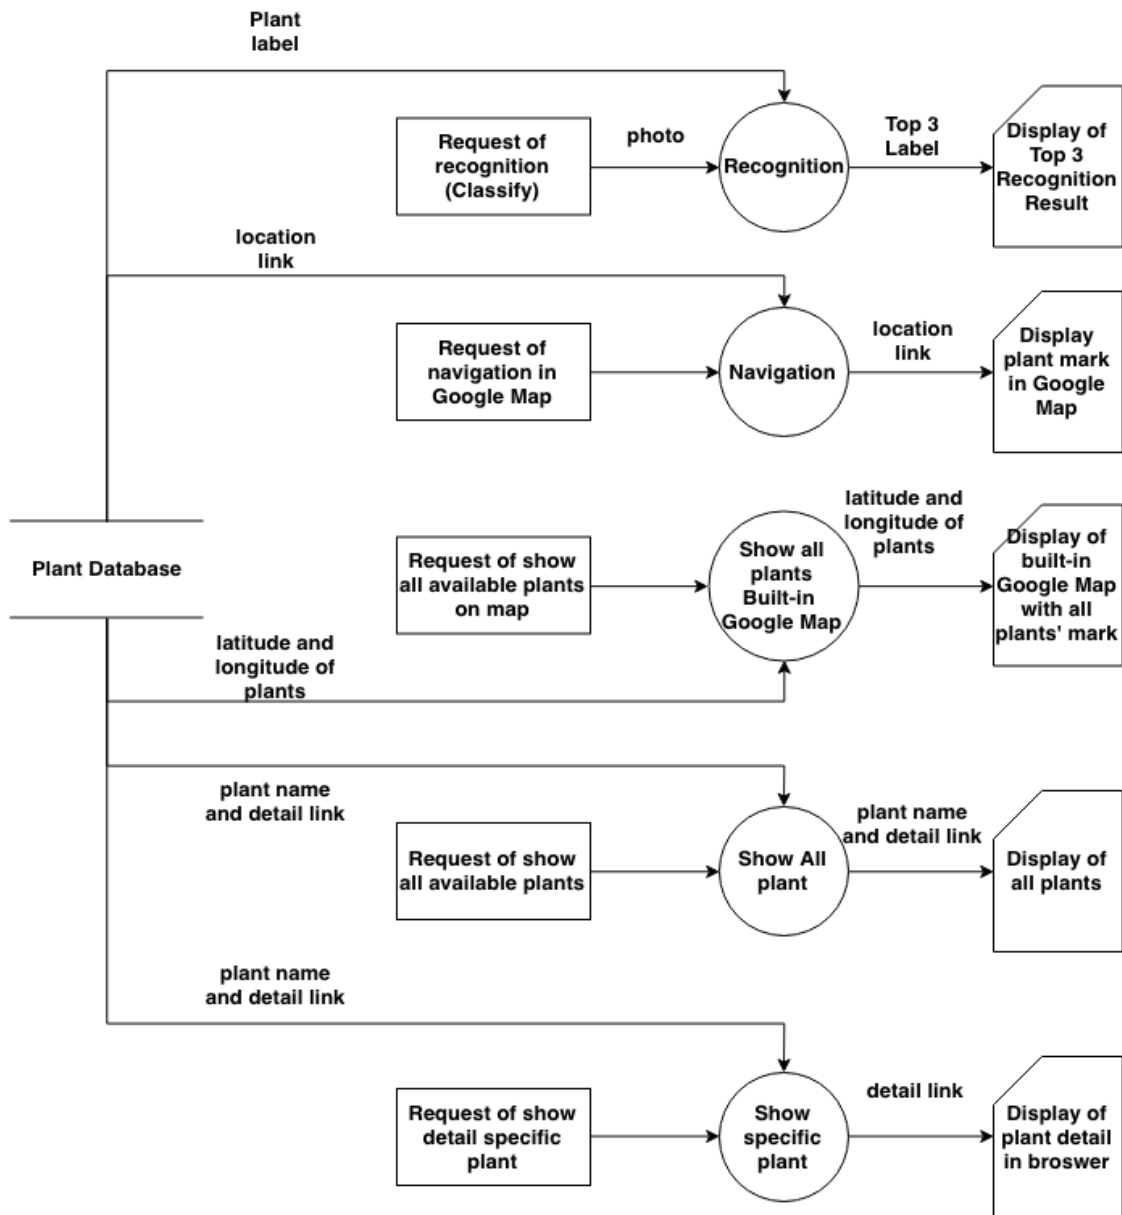 Plant
label
Request of
recognition
(Classify)
photo
Recognition
Top 3
Label
Display of
Top 3
Recognition
Result
location
link
Request of
navigation in
Google Map
Navigation
location
link
Display
plant mark
in Google
Map
Plant Database
Request of show
all available plants
on map
Show all
plants
Built-in
Google Map
latitude and
longitude of
plants
Display of
built-in
Google Map
with all
plants' mark
latitude and
longitude of
plants
plant name
and detail link
Request of show
all available plants
Show All
plant
plant name
and detail link
Display of
all plants
plant name
and detail link
Request of show
detail specific
plant
Show
specific
plant
detail link
Display of
plant detail
in broswer